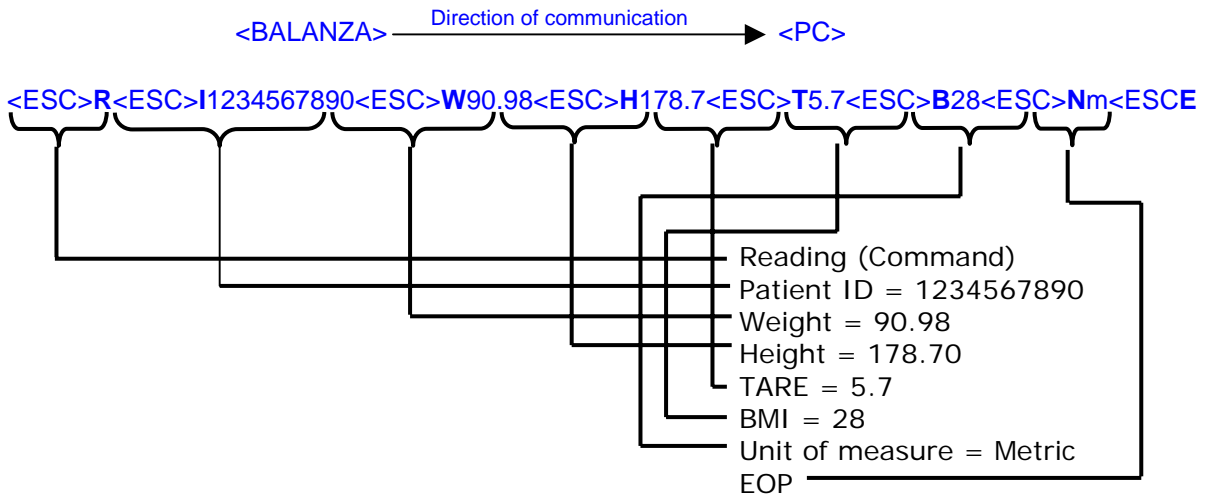 Direction of communication
<BALANZA> <PC>
<ESC>R<ESC>I1234567890<ESC>W90.98<ESC>H178.7<ESC>T5.7<ESC>B28<ESC>Nm<ESCE
Reading (Command)
Patient ID = 1234567890
Weight = 90.98
Height = 178.70
TARE = 5.7
BMI = 28
Unit of measure = Metric
EOP